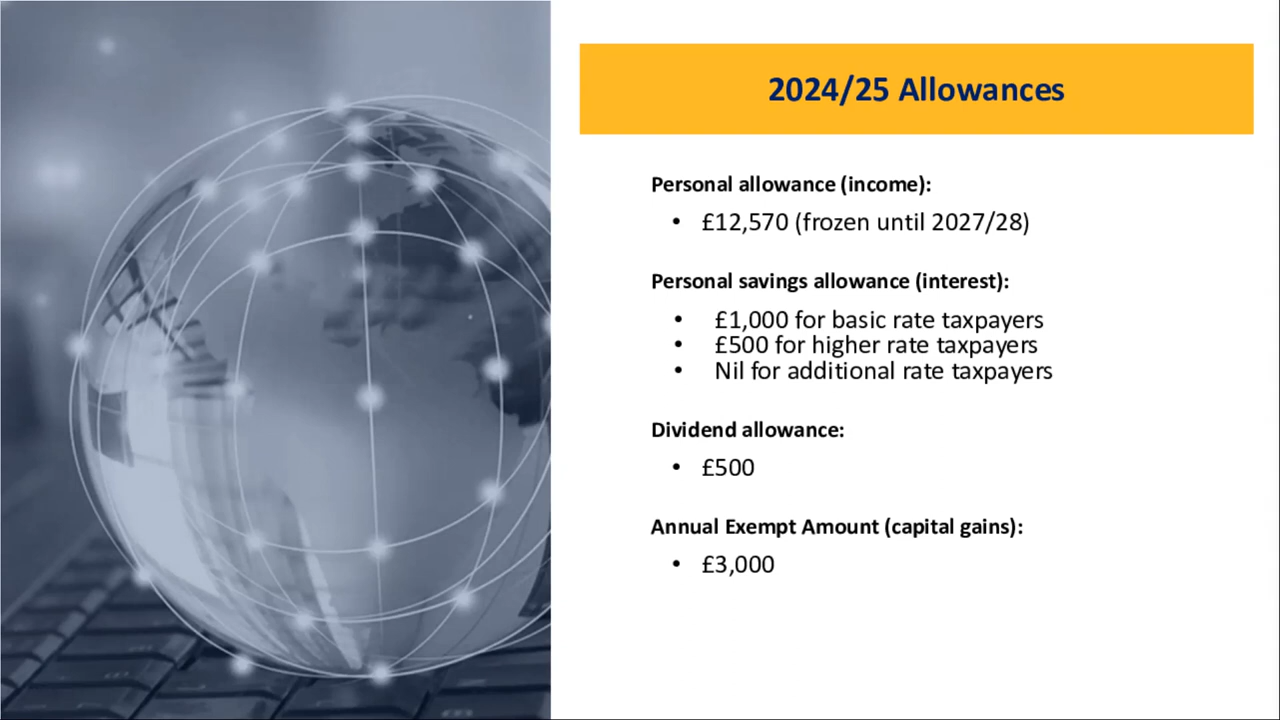 2024/25 Allowances
Personal allowance (income):
• £12,570 (frozen until 2027/28)
Personal savings allowance (interest):
• £1,000 for basic rate taxpayers
• £500 for higher rate taxpayers
• Nil for additional rate taxpayers
Dividend allowance:
• £500
Annual Exempt Amount (capital gains):
• £3,000